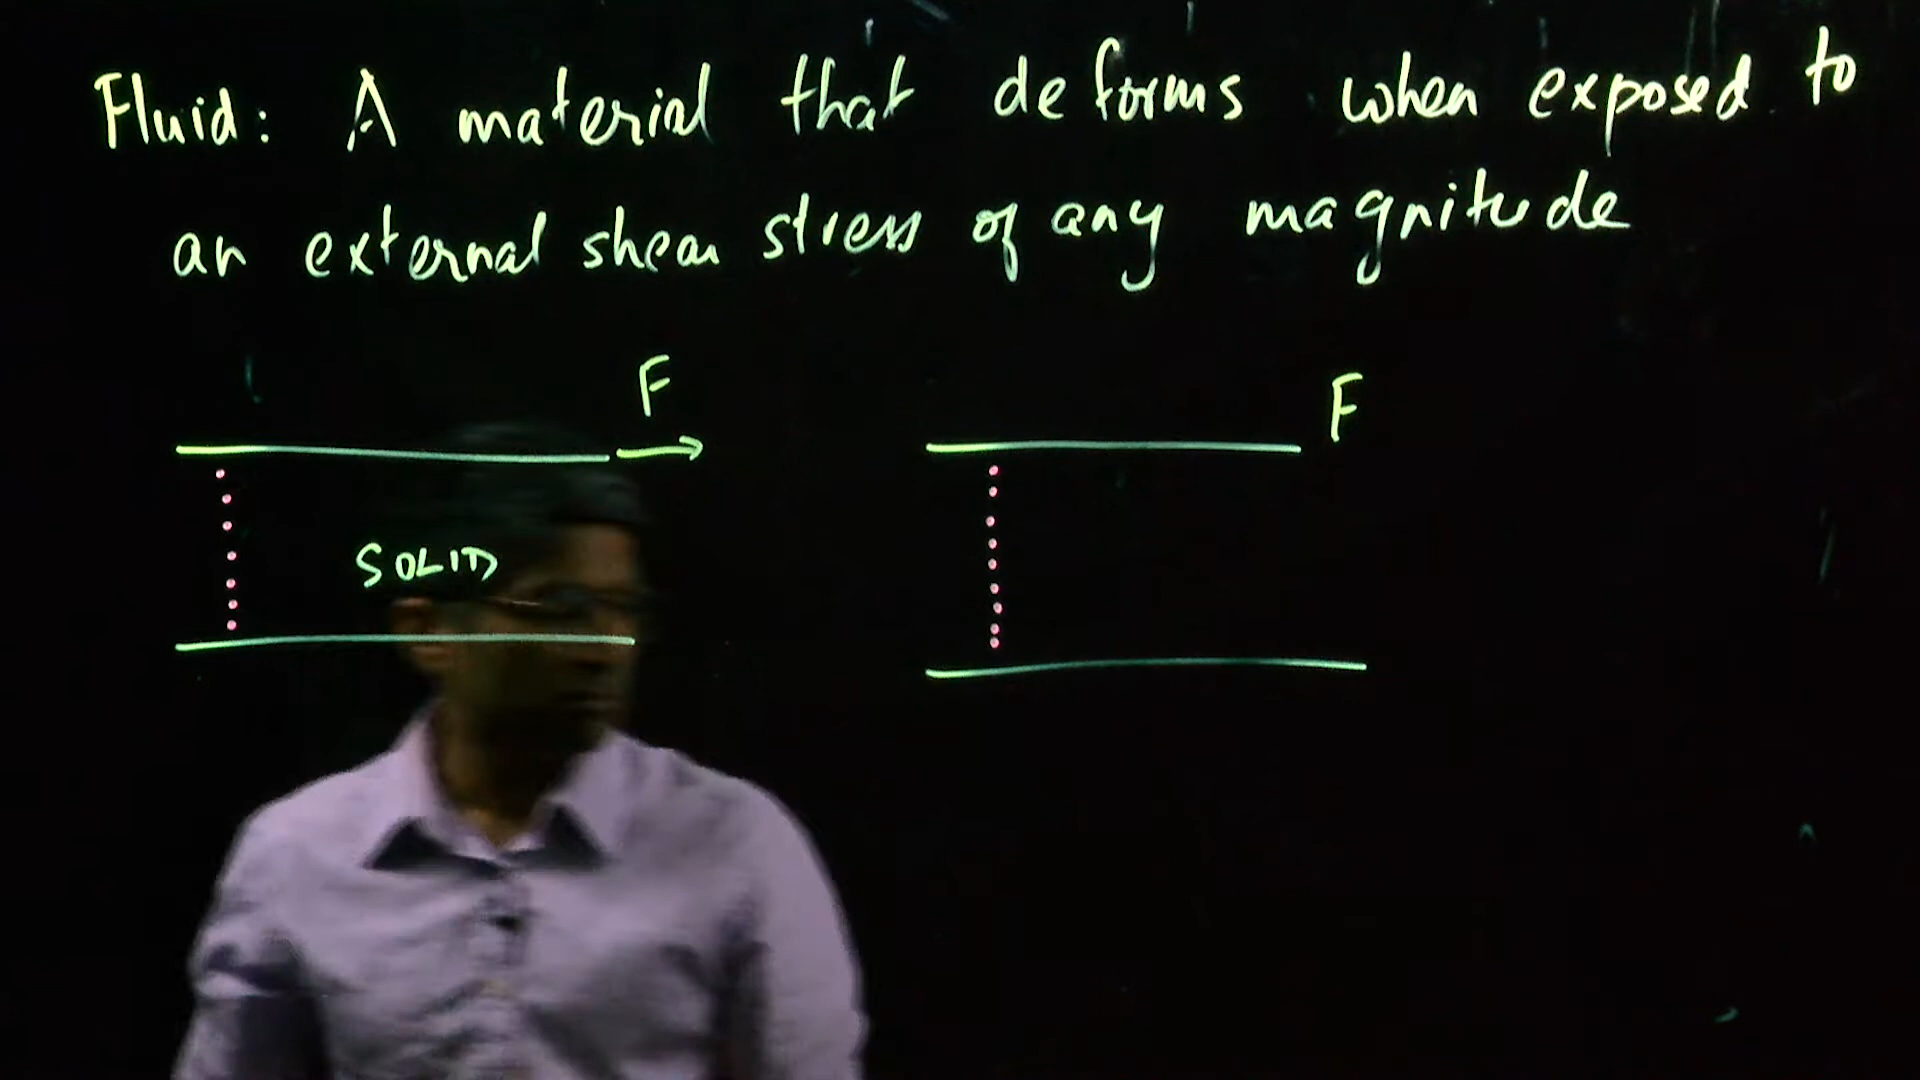 Fluid: A material that deforms when exposed to
an external shear stress of any magnitude
F
F
SOLID